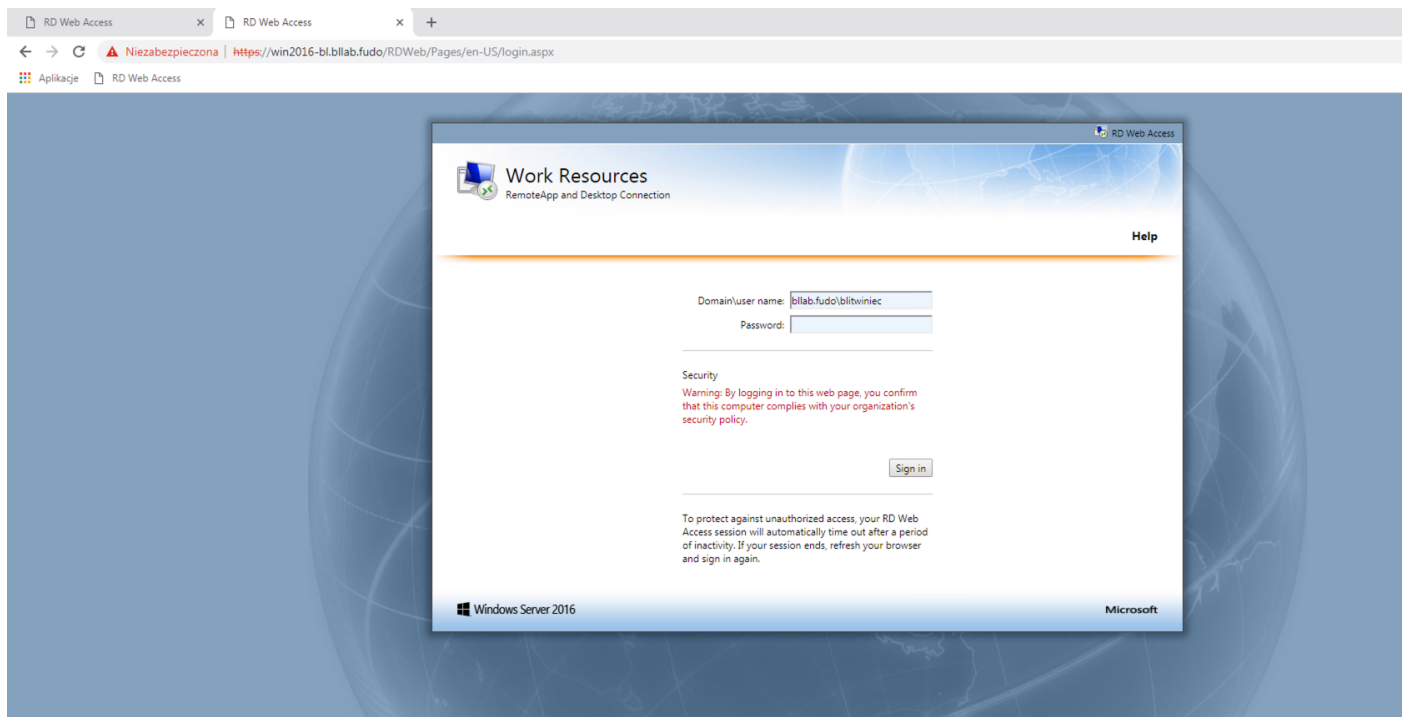 RD Web Access
RD Web Access
Niezabezpieczona | https://win2016-bl.bllab.fudo/RDWeb/Pages/en-US/login.aspx
Aplikacje RD Web Access
RD Web Access
Work Resources
RemoteApp and Desktop Connection
Help
Domain\user name: bllab.fudo\blitwiniec
Password:
Security
Warning: By logging in to this web page, you confirm
that this computer complies with your organization's
security policy.
Sign in
To protect against unauthorized access, your RD Web
Access session will automatically time out after a period
of inactivity. If your session ends, refresh your browser
and sign in again.
Windows Server 2016
Microsoft